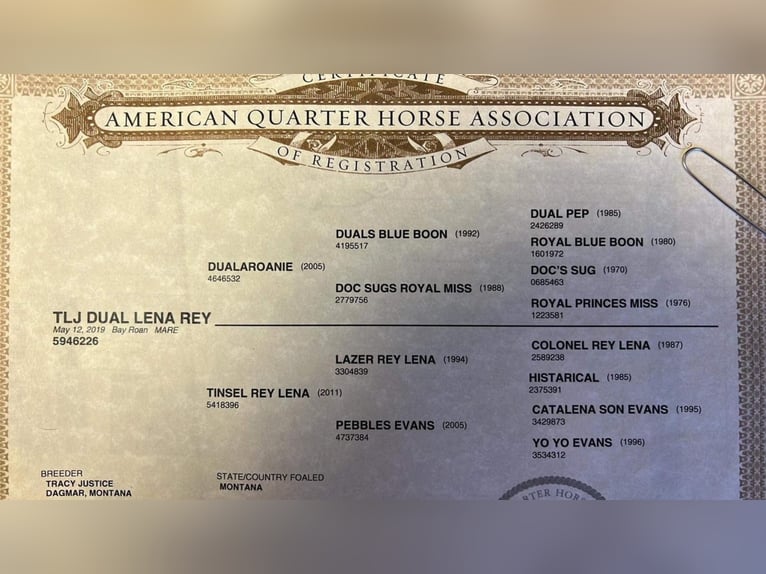 CERTIFICATE
AMERICAN QUARTER HORSE ASSOCIATION
OF REGISTRATION
DUAL PEP (1985)
2426289
DUALS BLUE BOON (1992)
4195517
ROYAL BLUE BOON (1980)
1601972
DUALAROANIE (2005)
4646532
DOC'S SUG (1970)
0685463
DOC SUGS ROYAL MISS (1988)
2779756
ROYAL PRINCES MISS (1976)
1223581
TLJ DUAL LENA REY
May 12, 2019 Bay Roan MARE
5946226
COLONEL REY LENA (1987)
2589238
LAZER REY LENA (1994)
3304839
HISTARICAL (1985)
2375391
TINSEL REY LENA (2011)
5418396
CATALENA SON EVANS (1995)
3429873
PEBBLES EVANS (2005)
4737384
YO YO EVANS (1996)
3534312
BREEDER
TRACY JUSTICE
DAGMAR, MONTANA
STATE/COUNTRY FOALED
MONTANA